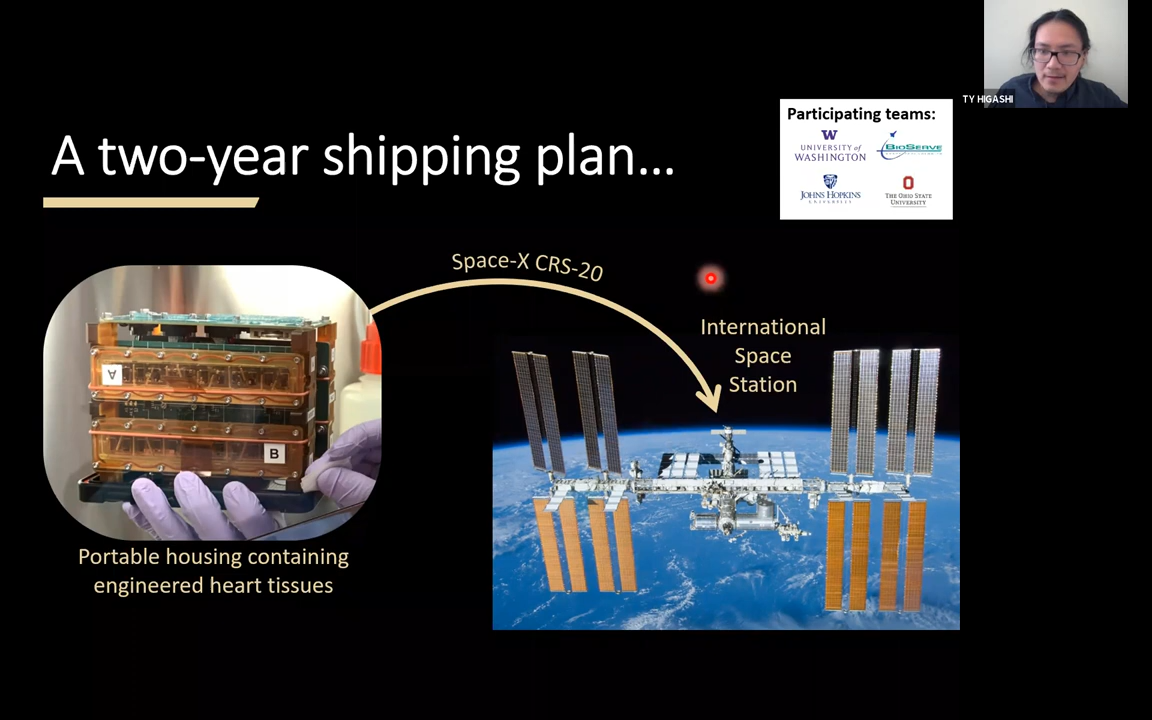 TY HIGASHI
Participating teams:
W
UNIVERSITY of
WASHINGTON
BIOSERVE
JOHNS HOPKINS
UNIVERSITY
THE OHIO STATE
UNIVERSITY
A two-year shipping plan...
Space-X CRS-20
International
Space
Station
A
B
Portable housing containing
engineered heart tissues